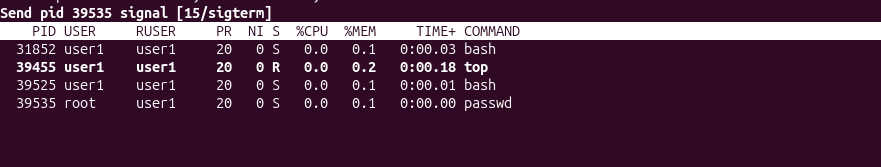 Send pid 39535 signal [15/sigterm]
PID USER RUSER PR NI S %CPU %MEM TIME+ COMMAND
31852 user1 user1 20 0 S 0.0 0.1 0:00.03 bash
39455 user1 user1 20 0 R 0.0 0.2 0:00.18 top
39525 user1 user1 20 0 S 0.0 0.1 0:00.01 bash
39535 root user1 20 0 S 0.0 0.1 0:00.00 passwd